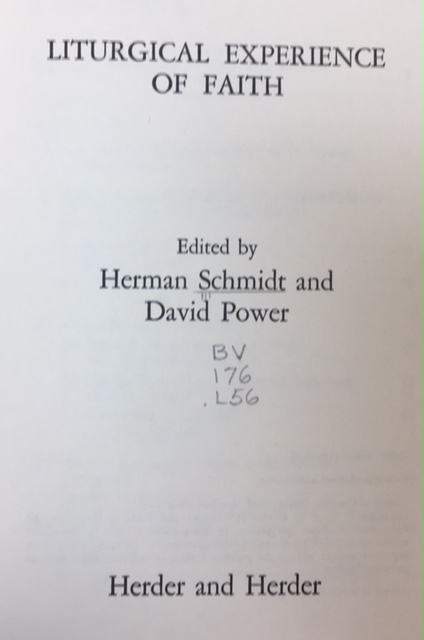 LITURGICAL EXPERIENCE
OF FAITH
Edited by
Herman Schmidt and
David Power
BV
176
.L56
Herder and Herder